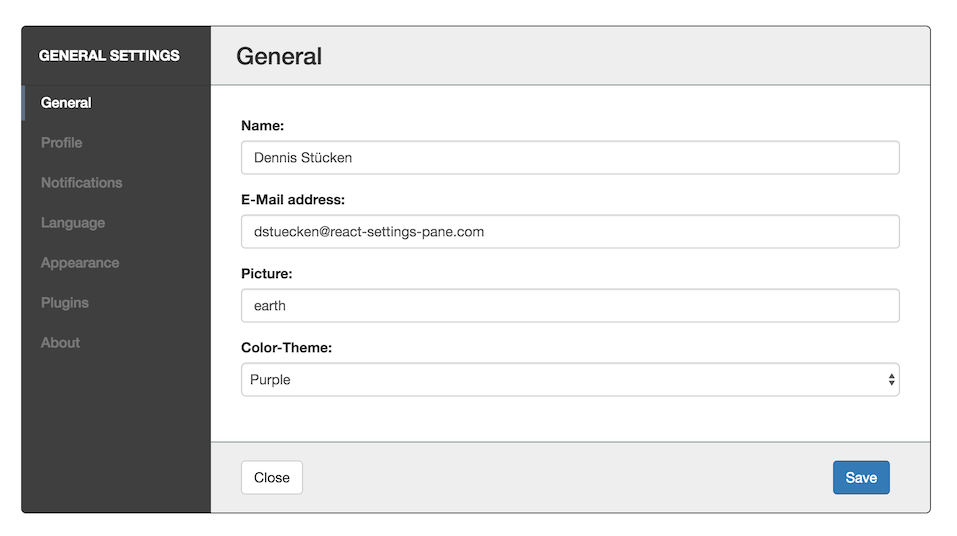 GENERAL SETTINGS
General
Profile
Notifications
Language
Appearance
Plugins
About
General
Name:
Dennis Stücken
E-Mail address:
dstuecken@react-settings-pane.com
Picture:
earth
Color-Theme:
Purple
Close
Save